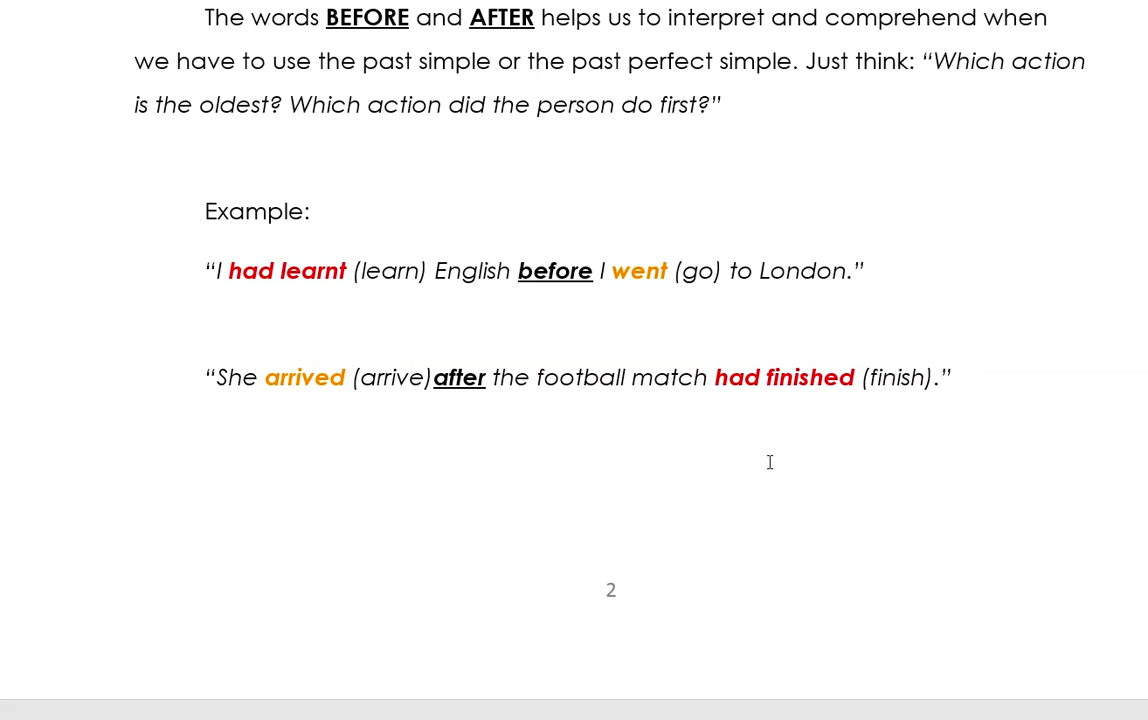 The words BEFORE and AFTER helps us to interpret and comprehend when
we have to use the past simple or the past perfect simple. Just think: “Which action
is the oldest? Which action did the person do first?”
Example:
“I had learnt (learn) English before I went (go) to London.”
“She arrived (arrive)after the football match had finished (finish).”
2